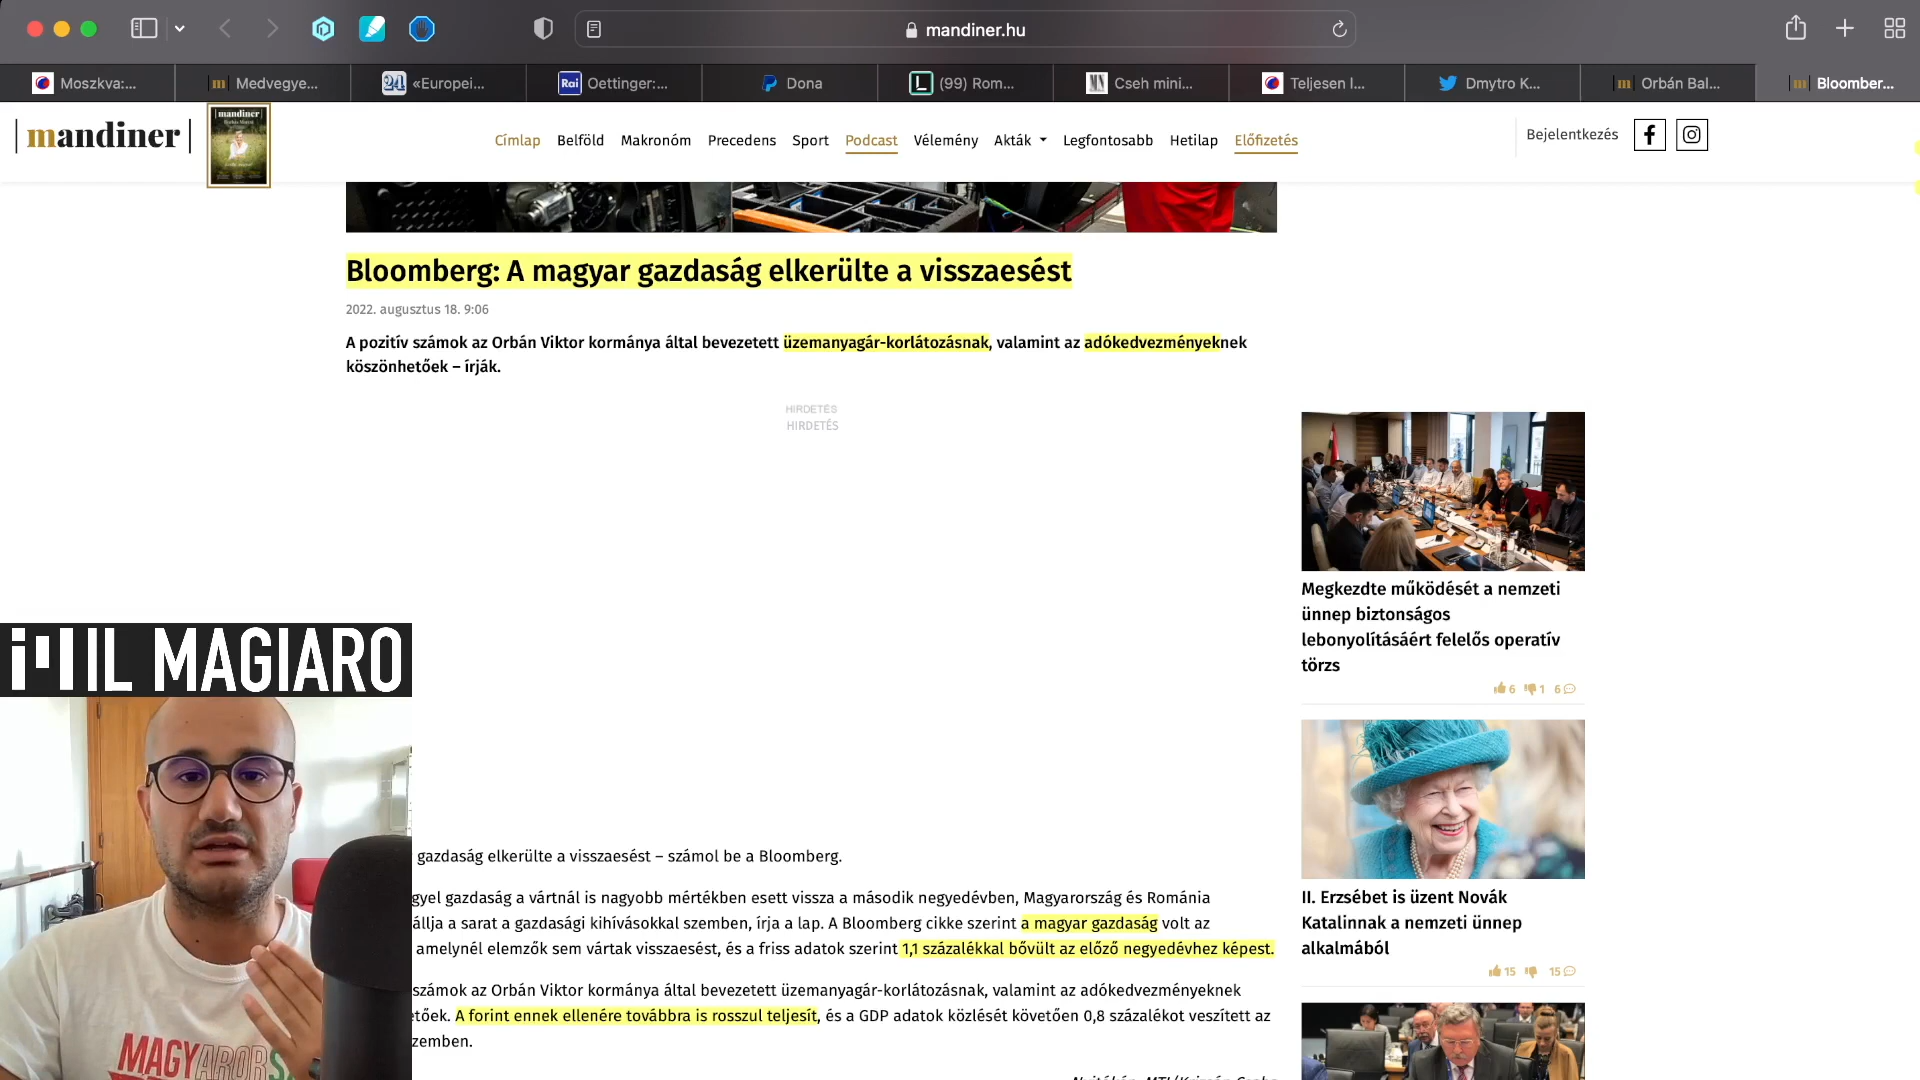 mandiner.hu
Moszkva:...
Medvegye...
«Europei...
Oettinger:...
Dona
(99) Rom...
Cseh mini...
Teljesen l...
Dmytro K...
Orbán Bal...
Bloomber...
mandiner
Címlap Belföld Makronóm Precedens Sport Podcast Vélemény Akták Legfontosabb Hetilap Előfizetés
Bejelentkezés
Bloomberg: A magyar gazdaság elkerülte a visszaesést
2022. augusztus 18. 9:06
A pozitív számok az Orbán Viktor kormánya által bevezetett üzemanyagár-korlátozásnak, valamint az adókedvezményeknek
köszönhetőek – írják.
HIRDETÉS
HIRDETÉS
Megkezdte működését a nemzeti
ünnep biztonságos
lebonyolításáért felelős operatív
törzs
6 1 6
II. Erzsébet is üzent Novák
Katalinnak a nemzeti ünnep
alkalmából
15 15
IL MAGIARO
gazdaság elkerülte a visszaesést – számol be a Bloomberg.
gyel gazdaság a vártnál is nagyobb mértékben esett vissza a második negyedévben, Magyarország és Románia
állja a sarat a gazdasági kihívásokkal szemben, írja a lap. A Bloomberg cikke szerint a magyar gazdaság volt az
amelynél elemzők sem vártak visszaesést, és a friss adatok szerint 1,1 százalékkal bővült az előző negyedévhez képest.
számok az Orbán Viktor kormánya által bevezetett üzemanyagár-korlátozásnak, valamint az adókedvezményeknek
etőek. A forint ennek ellenére továbbra is rosszul teljesít, és a GDP adatok közlését követően 0,8 százalékot veszített az
zemben.
MAGYARORS